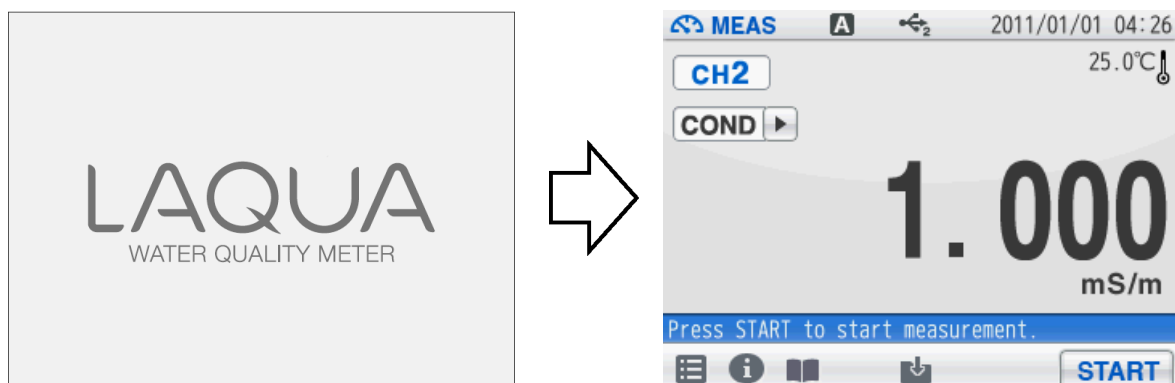 LAQUA
WATER QUALITY METER
MEAS A 2 2011/01/01 04:26
25.0℃
CH2
COND
1.000
mS/m
Press START to start measurement.
START